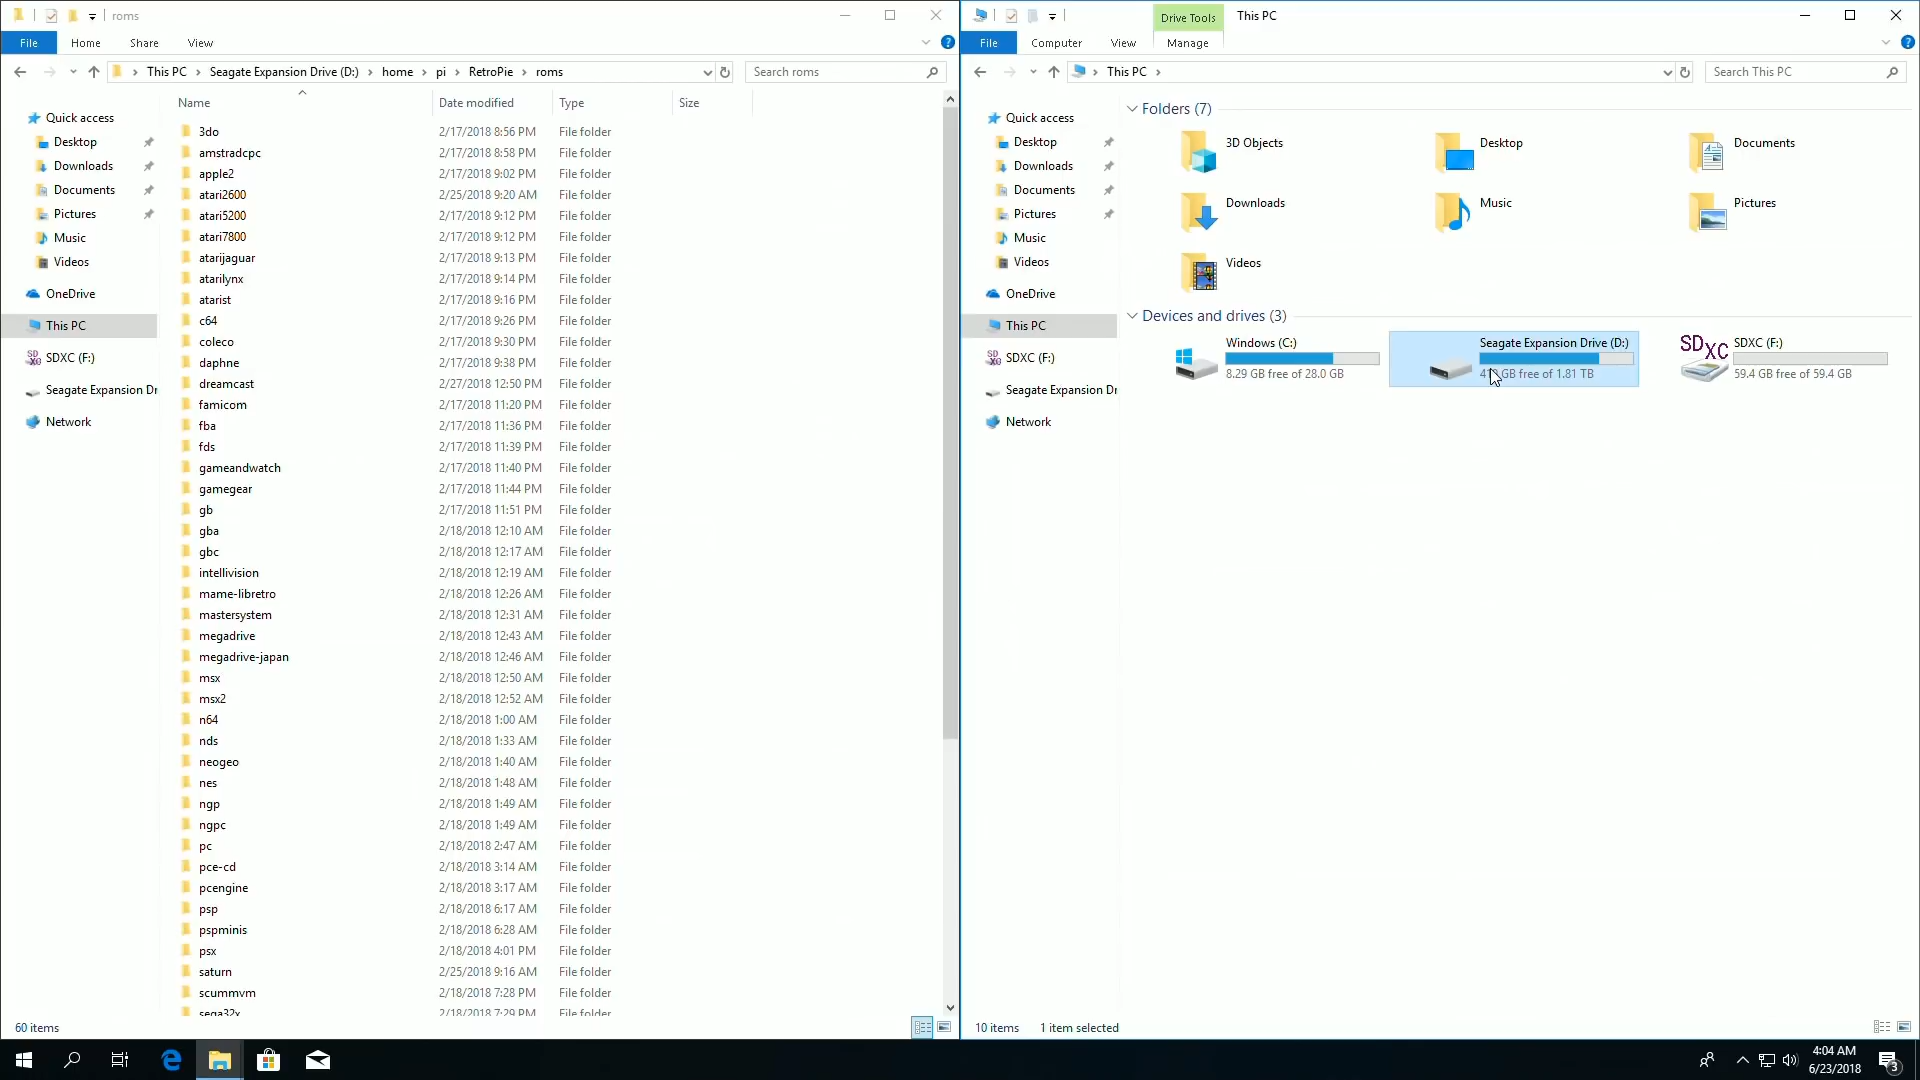 roms
File Home Share View
This PC Seagate Expansion Drive (D:) home pi RetroPie roms
Search roms
Quick access
Desktop
Downloads
Documents
Pictures
Music
Videos
OneDrive
This PC
SDXC (F:)
Seagate Expansion Dr
Network
Name Date modified Type Size
3do 2/17/2018 8:56 PM File folder
amstradcpc 2/17/2018 8:58 PM File folder
apple2 2/17/2018 9:02 PM File folder
atari2600 2/25/2018 9:20 AM File folder
atari5200 2/17/2018 9:12 PM File folder
atari7800 2/17/2018 9:12 PM File folder
atarijaguar 2/17/2018 9:13 PM File folder
atarilynx 2/17/2018 9:14 PM File folder
atarist 2/17/2018 9:16 PM File folder
c64 2/17/2018 9:26 PM File folder
coleco 2/17/2018 9:30 PM File folder
daphne 2/17/2018 9:38 PM File folder
dreamcast 2/27/2018 12:50 PM File folder
famicom 2/17/2018 11:20 PM File folder
fba 2/17/2018 11:36 PM File folder
fds 2/17/2018 11:39 PM File folder
gameandwatch 2/17/2018 11:40 PM File folder
gamegear 2/17/2018 11:44 PM File folder
gb 2/17/2018 11:51 PM File folder
gba 2/18/2018 12:10 AM File folder
gbc 2/18/2018 12:17 AM File folder
intellivision 2/18/2018 12:19 AM File folder
mame-libretro 2/18/2018 12:26 AM File folder
mastersystem 2/18/2018 12:31 AM File folder
megadrive 2/18/2018 12:43 AM File folder
megadrive-japan 2/18/2018 12:46 AM File folder
msx 2/18/2018 12:50 AM File folder
msx2 2/18/2018 12:52 AM File folder
n64 2/18/2018 1:00 AM File folder
nds 2/18/2018 1:33 AM File folder
neogeo 2/18/2018 1:40 AM File folder
nes 2/18/2018 1:48 AM File folder
ngp 2/18/2018 1:49 AM File folder
ngpc 2/18/2018 1:49 AM File folder
pc 2/18/2018 2:47 AM File folder
pce-cd 2/18/2018 3:14 AM File folder
pcengine 2/18/2018 3:17 AM File folder
psp 2/18/2018 6:17 AM File folder
pspminis 2/18/2018 6:28 AM File folder
psx 2/18/2018 4:01 PM File folder
saturn 2/25/2018 9:16 AM File folder
scummvm 2/18/2018 7:28 PM File folder
sega32x 2/18/2018 7:29 PM File folder
60 items
Drive Tools This PC
File Computer View Manage
This PC
Search This PC
Quick access
Desktop
Downloads
Documents
Pictures
Music
Videos
OneDrive
This PC
SDXC (F:)
Seagate Expansion Dr
Network
Folders (7)
3D Objects Desktop Documents
Downloads Music Pictures
Videos
Devices and drives (3)
Windows (C:)
8.29 GB free of 28.0 GB
Seagate Expansion Drive (D:)
GB free of 1.81 TB
SDXC
SDXC (F:)
59.4 GB free of 59.4 GB
10 items 1 item selected
4:04 AM
6/23/2018
3